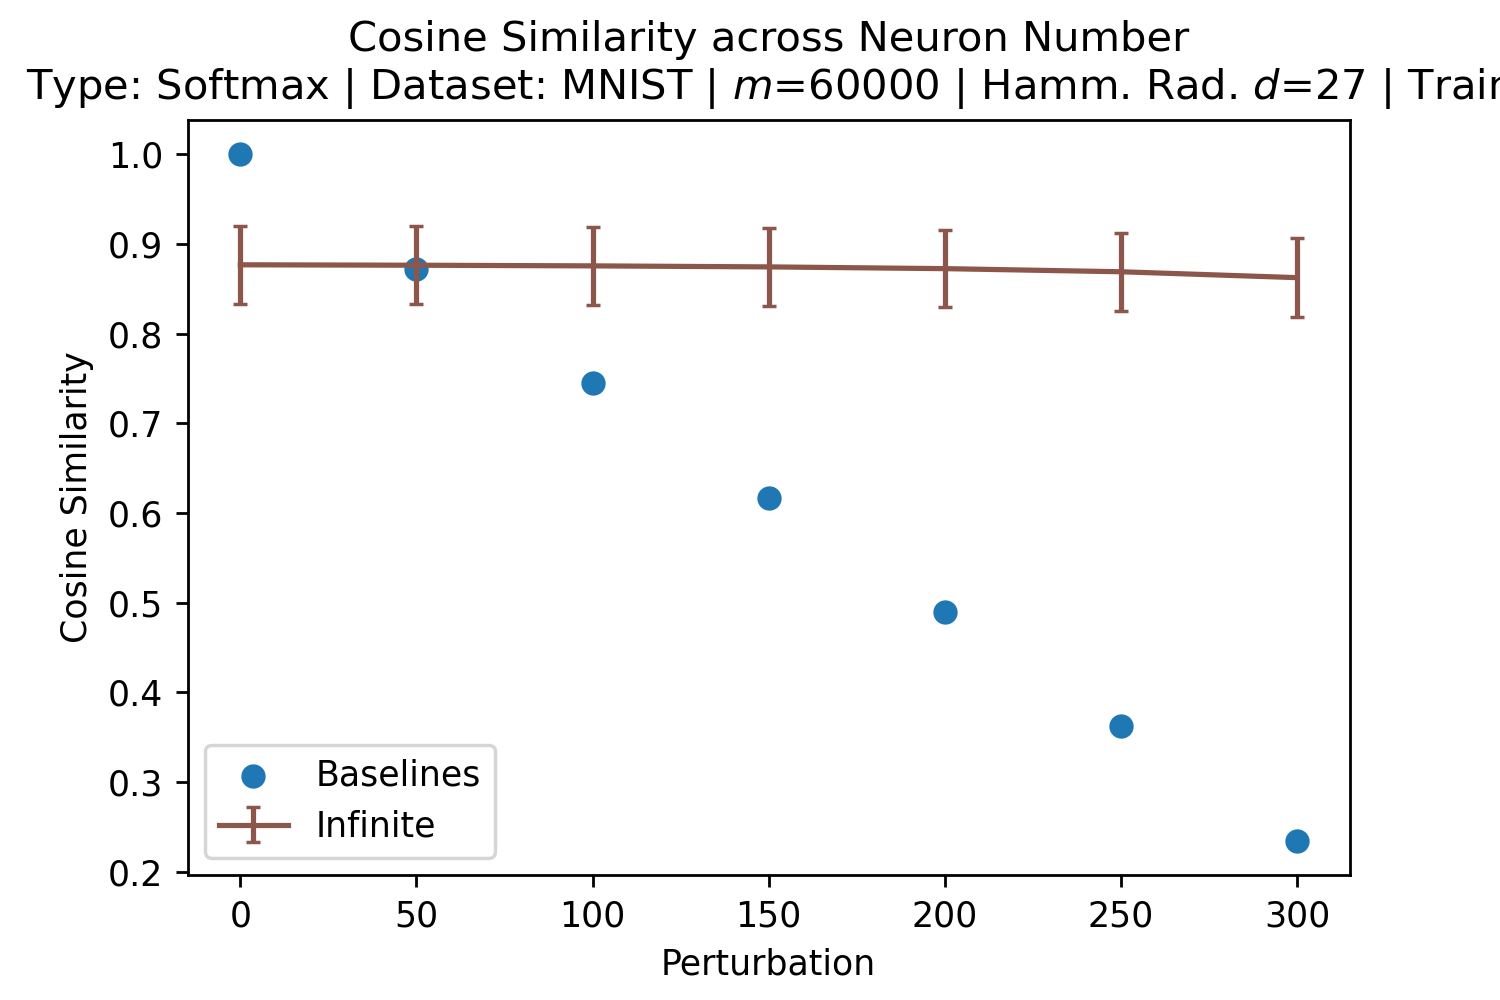 Cosine Similarity across Neuron Number
Type: Softmax | Dataset: MNIST | m=60000 | Hamm. Rad. d=27 |
1.0
0.9
0.8
0.7
0.6
0.5
0.4
0.3
0.2
Cosine Similarity
Baselines
Infinite
0 50 100 150 200 250 300
Perturbation